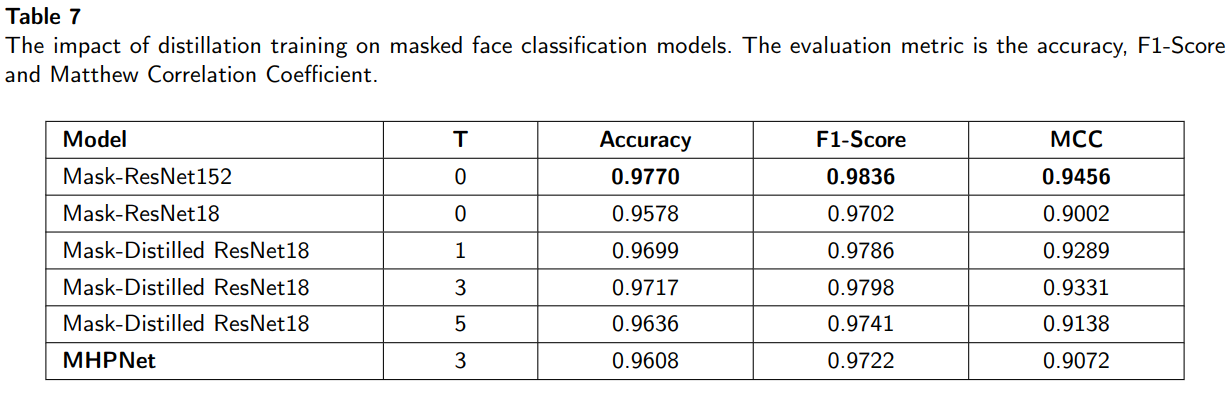 Table 7
The impact of distillation training on masked face classification models. The evaluation metric is the accuracy, F1-Score
and Matthew Correlation Coefficient.
Model T Accuracy F1-Score MCC
Mask-ResNet152 0 0.9770 0.9836 0.9456
Mask-ResNet18 0 0.9578 0.9702 0.9002
Mask-Distilled ResNet18 1 0.9699 0.9786 0.9289
Mask-Distilled ResNet18 3 0.9717 0.9798 0.9331
Mask-Distilled ResNet18 5 0.9636 0.9741 0.9138
MHPNet 3 0.9608 0.9722 0.9072